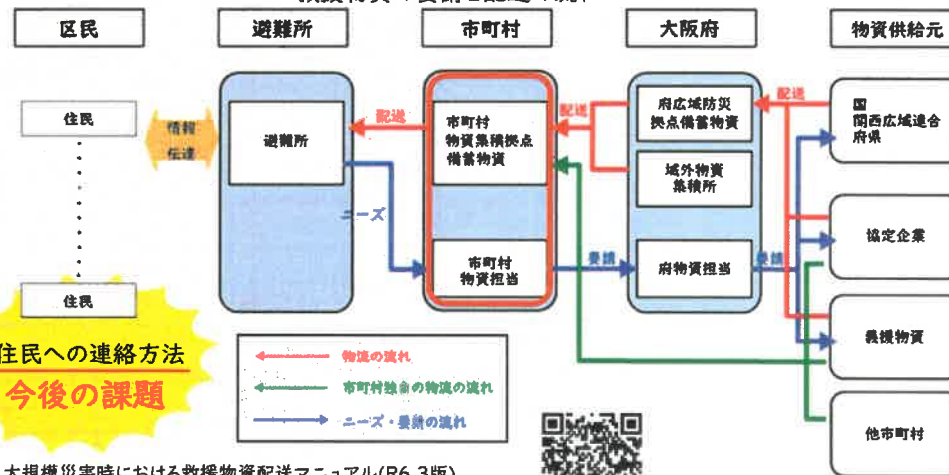 区民
避難所
市町村
大阪府
物資供給元
住民
住民
情報
伝達
避難所
ニーズ
配送
市町村
物資集積拠点
備蓄物資
市町村
物資担当
配送
要請
府広域防災
拠点備蓄物資
域外物資
集積所
府物資担当
配送
要請
国
関西広域連合
府県
協定企業
義援物資
他市町村
住民への連絡方法
今後の課題
物流の流れ
市町村独自の物流の流れ
ニーズ・要請の流れ
大規模災害時における救援物資配送マニュアル(R6.3版)